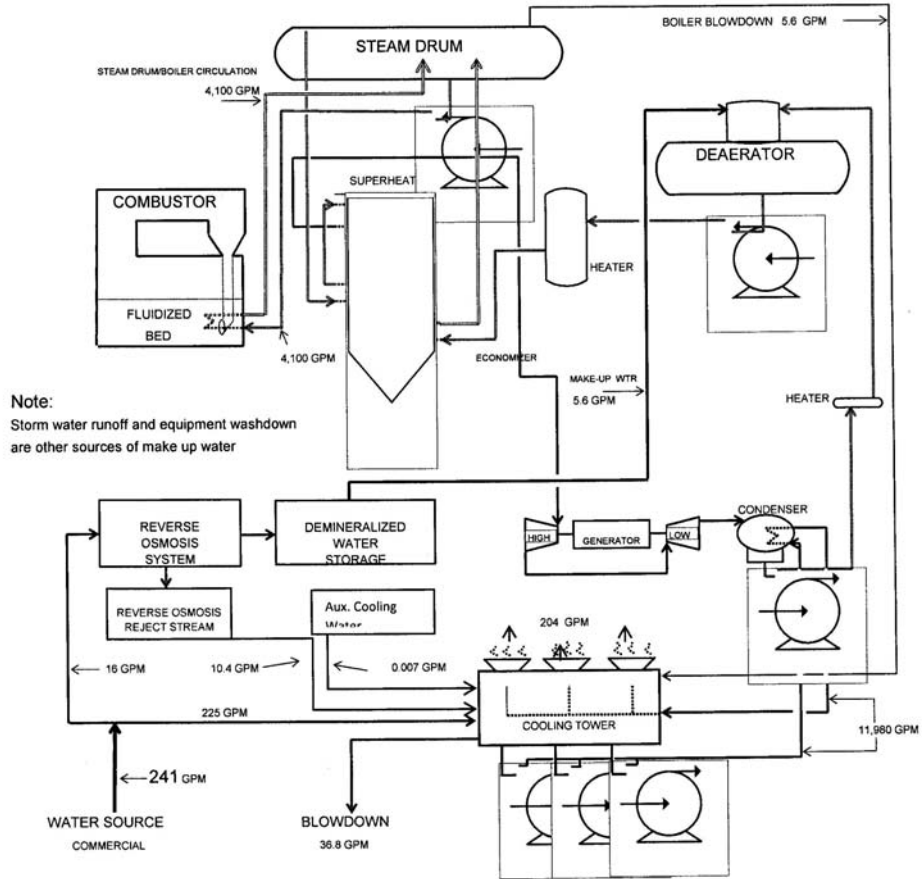 BOILER BLOWDOWN 5.6 GPM
STEAM DRUM
STEAM DRUM/BOILER CIRCULATION
4,100 GPM
DEAERATOR
SUPERHEAT
COMBUSTOR
HEATER
FLUIDIZED
BED
4,100 GPM
ECONOMIZER
MAKE-UP WTR
5.6 GPM
HEATER
Note:
Storm water runoff and equipment washdown
are other sources of make up water
REVERSE
OSMOSIS
SYSTEM
DEMINERALIZED
WATER
STORAGE
CONDENSER
HIGH
GENERATOR
LOW
REVERSE OSMOSIS
REJECT STREAM
Aux. Cooling
Water
204 GPM
16 GPM
10.4 GPM
0.007 GPM
225 GPM
COOLING TOWER
11,980 GPM
241 GPM
WATER SOURCE
COMMERCIAL
BLOWDOWN
36.8 GPM